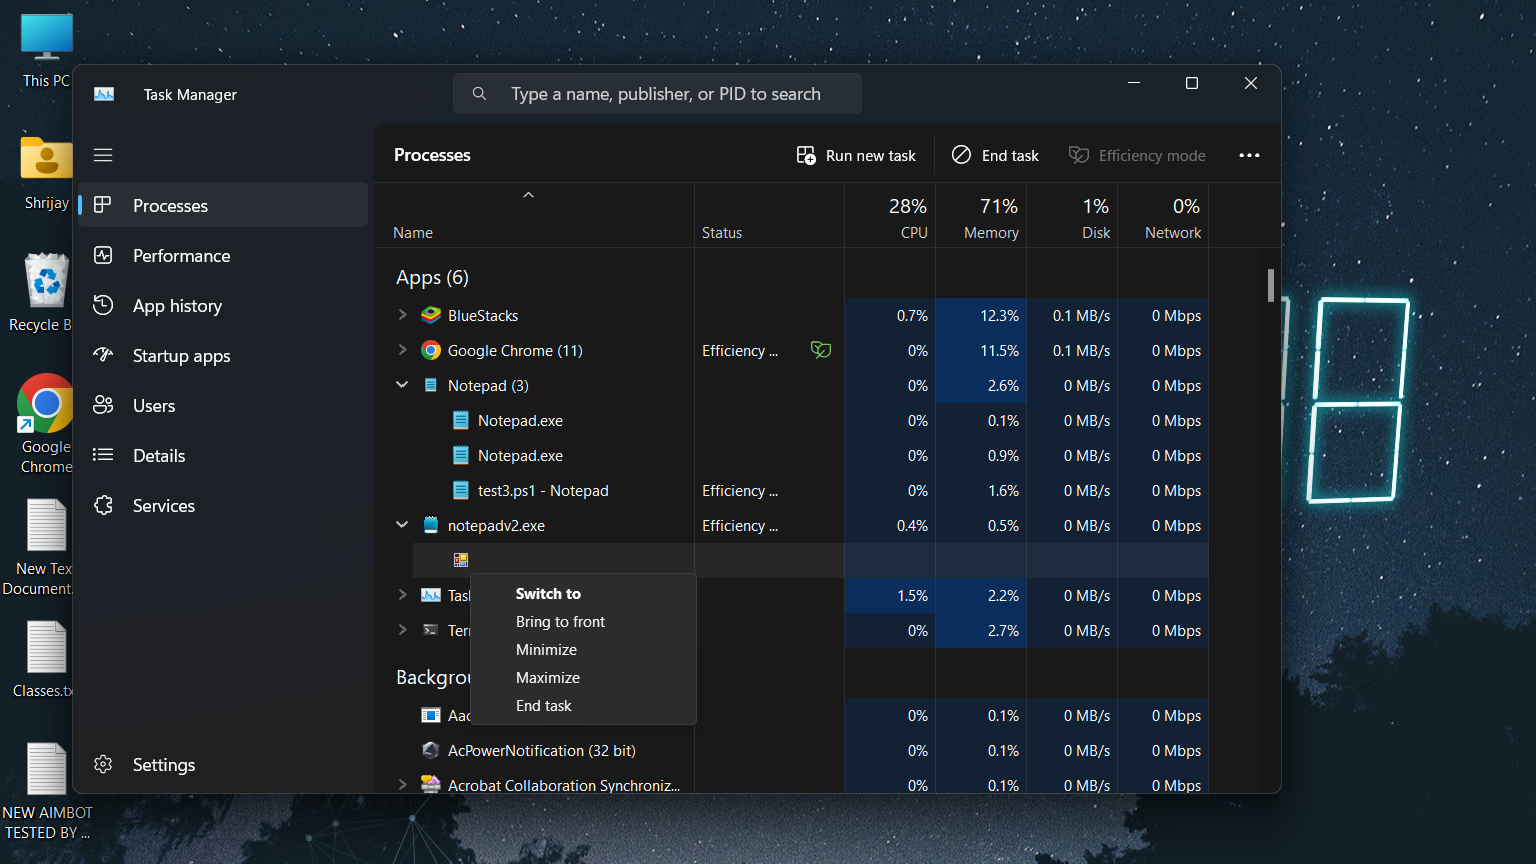 This PC
Shrijay
Recycle B
Google
Chrome
New Tex
Document.
Classes.tx
NEW AIMBOT
TESTED BY ...
Task Manager
Type a name, publisher, or PID to search
Processes
Performance
App history
Startup apps
Users
Details
Services
Settings
Processes
Run new task
End task
Efficiency mode
28% 71% 1% 0%
Name Status CPU Memory Disk Network
Apps (6)
BlueStacks 0.7% 12.3% 0.1 MB/s 0 Mbps
Google Chrome (11) Efficiency ... 0% 11.5% 0.1 MB/s 0 Mbps
Notepad (3) 0% 2.6% 0 MB/s 0 Mbps
Notepad.exe 0% 0.1% 0 MB/s 0 Mbps
Notepad.exe 0% 0.9% 0 MB/s 0 Mbps
test3.ps1 - Notepad Efficiency ... 0% 1.6% 0 MB/s 0 Mbps
notepadv2.exe Efficiency ... 0.4% 0.5% 0 MB/s 0 Mbps
Tas 1.5% 2.2% 0 MB/s 0 Mbps
Ter 0% 2.7% 0 MB/s 0 Mbps
Backgrou
Aac 0% 0.1% 0 MB/s 0 Mbps
AcPowerNotification (32 bit) 0% 0.1% 0 MB/s 0 Mbps
Acrobat Collaboration Synchroniz... 0% 0.1% 0 MB/s 0 Mbps
Switch to
Bring to front
Minimize
Maximize
End task
8